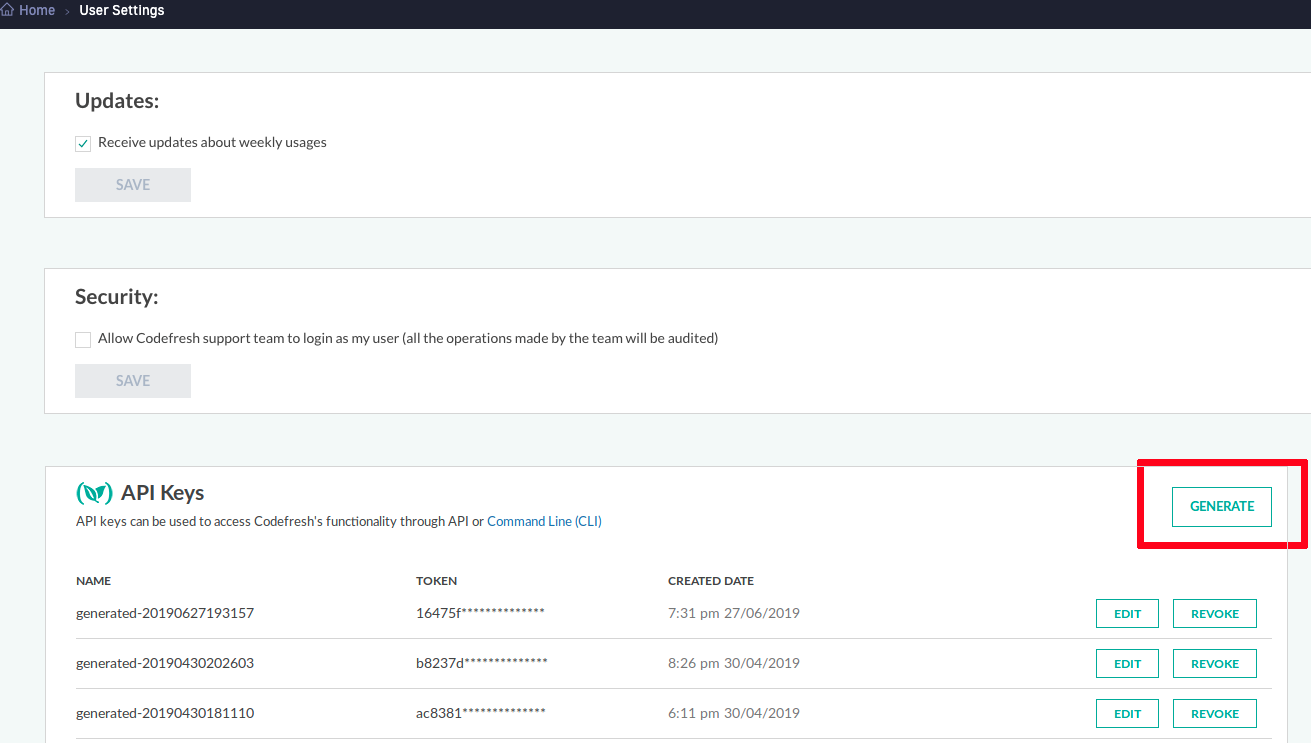 Home > User Settings
Updates:
Receive updates about weekly usages
SAVE
Security:
Allow Codefresh support team to login as my user (all the operations made by the team will be audited)
SAVE
API Keys
GENERATE
API keys can be used to access Codefresh's functionality through API or Command Line (CLI)
NAME TOKEN CREATED DATE
generated-20190627193157 16475f************** 7:31 pm 27/06/2019 EDIT REVOKE
generated-20190430202603 b8237d************** 8:26 pm 30/04/2019 EDIT REVOKE
generated-20190430181110 ac8381************** 6:11 pm 30/04/2019 EDIT REVOKE